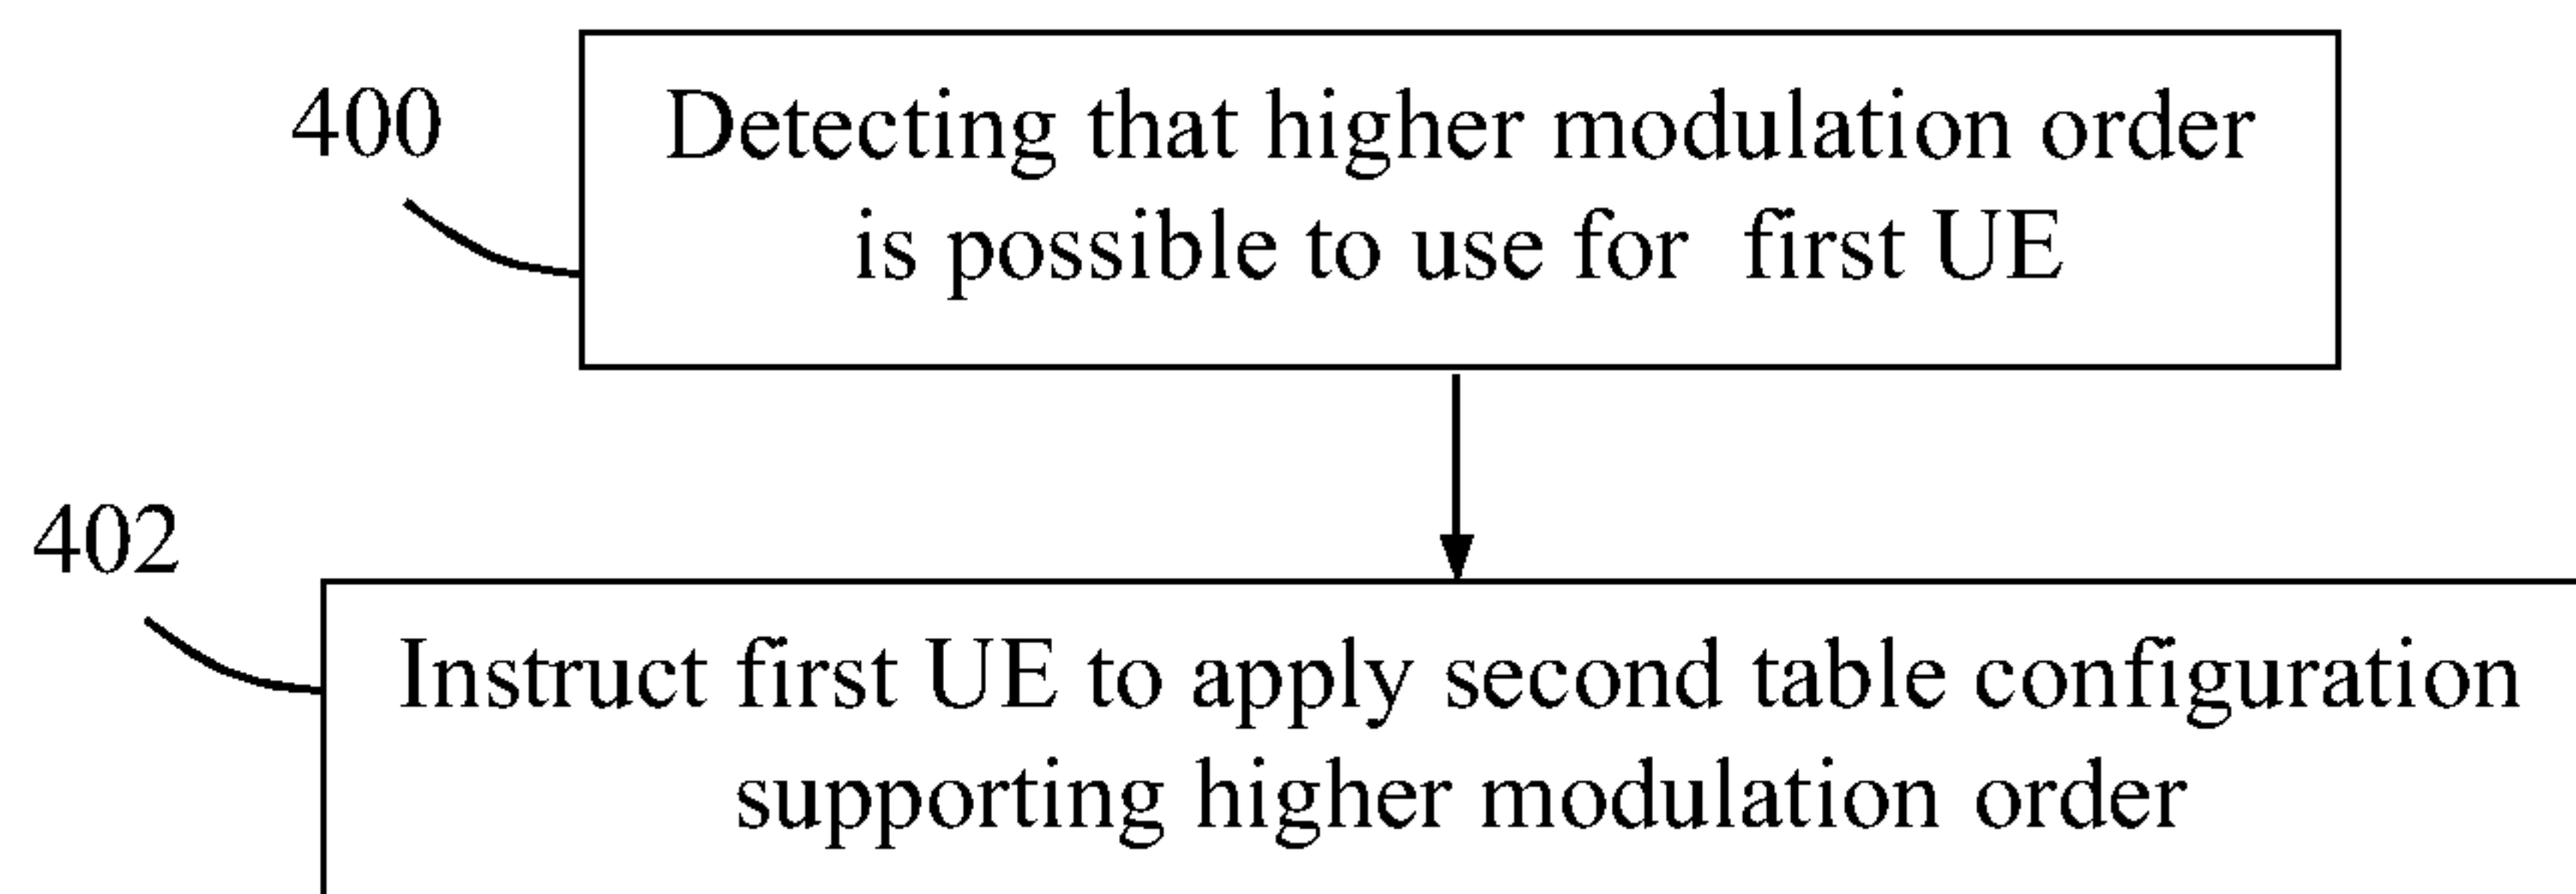 400
Detecting that higher modulation order
is possible to use for first UE
402
Instruct first UE to apply second table configuration
supporting higher modulation order